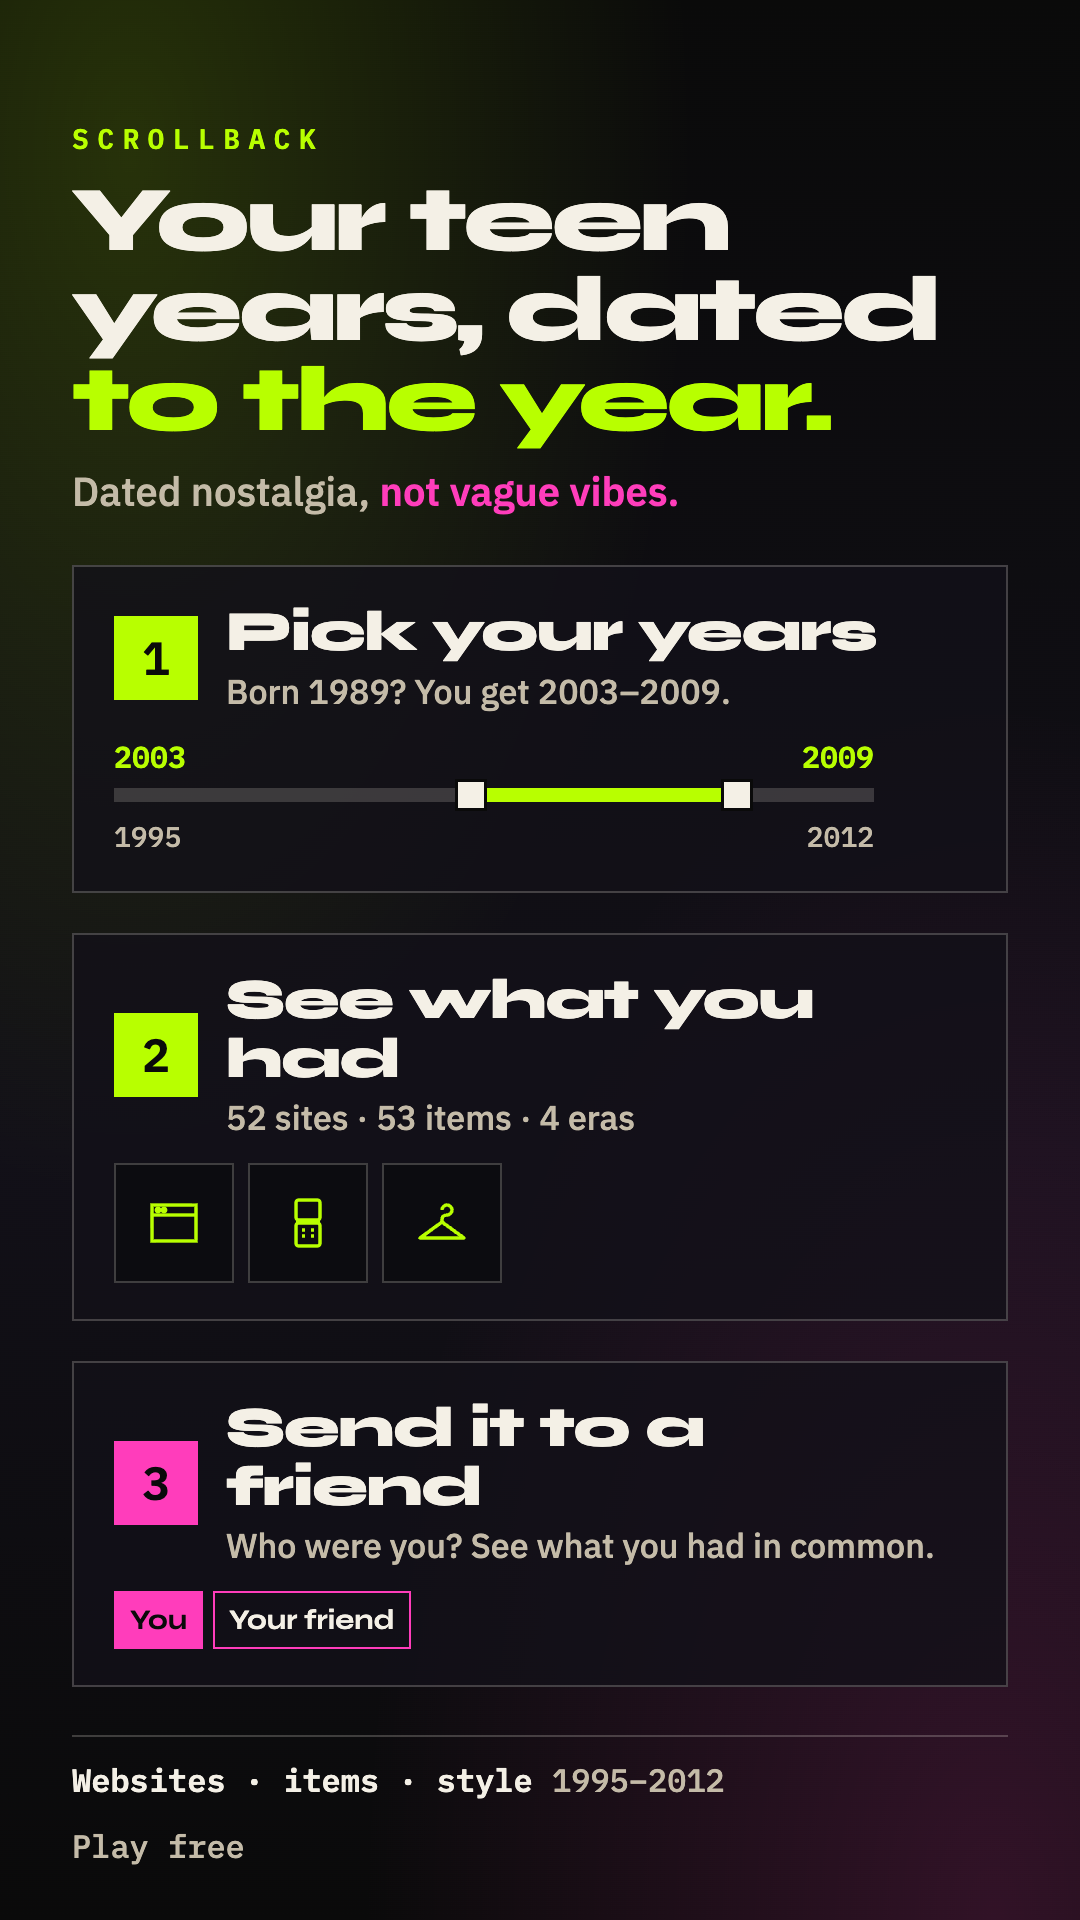 SCROLLBACK
Your teen
years, dated
to the year.
Dated nostalgia, not vague vibes.
1
Pick your years
Born 1989? You get 2003–2009.
2003 2009
1995 2012
2
See what you
had
52 sites · 53 items · 4 eras
3
Send it to a
friend
Who were you? See what you had in common.
You Your friend
Websites · items · style 1995–2012
Play free